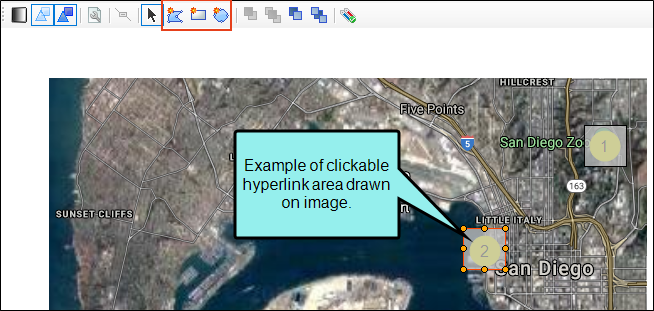 HILLCREST
Five Points
5
San Diego Zo
1
163
Example of clickable
hyperlink area drawn
on image.
SUNSET CLIFFS
LITTLE ITALY
2
San Diego